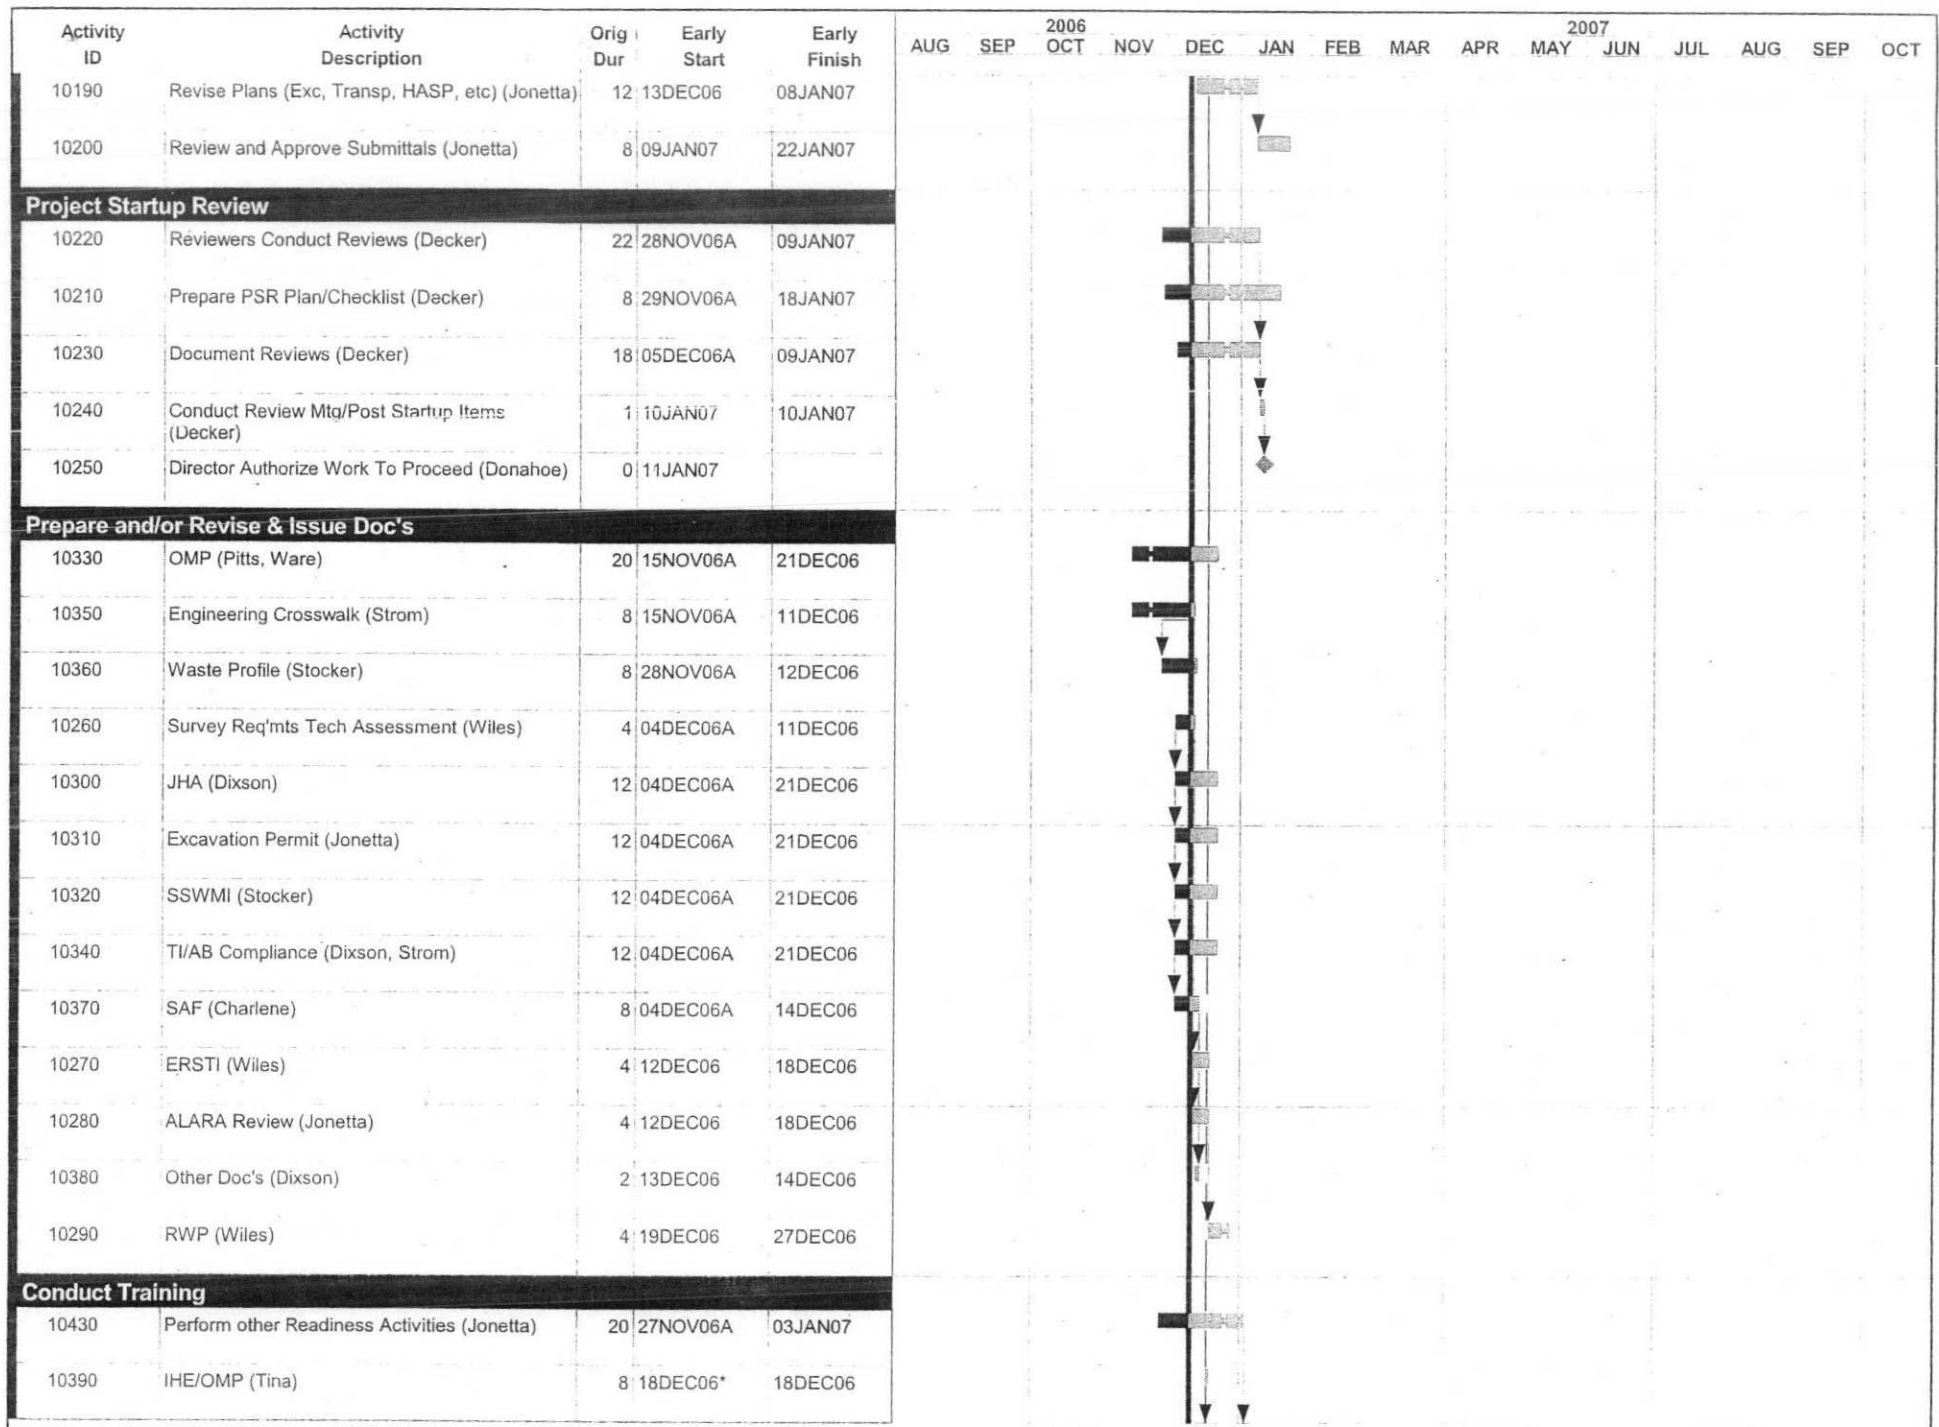 Activity ID Activity Description Orig Dur Early Start Early Finish
2006 2007
AUG SEP OCT NOV DEC JAN FEB MAR APR MAY JUN JUL AUG SEP OCT
10190 Revise Plans (Exc, Transp, HASP, etc) (Jonetta) 12 13DEC06 08JAN07
10200 Review and Approve Submittals (Jonetta) 8 09JAN07 22JAN07
Project Startup Review
10220 Reviewers Conduct Reviews (Decker) 22 28NOV06A 09JAN07
10210 Prepare PSR Plan/Checklist (Decker) 8 29NOV06A 18JAN07
10230 Document Reviews (Decker) 18 05DEC06A 09JAN07
10240 Conduct Review Mtg/Post Startup Items 1 10JAN07 10JAN07
(Decker)
10250 Director Authorize Work To Proceed (Donahoe) 0 11JAN07
Prepare and/or Revise & Issue Doc's
10330 OMP (Pitts, Ware) 20 15NOV06A 21DEC06
10350 Engineering Crosswalk (Strom) 8 15NOV06A 11DEC06
10360 Waste Profile (Stocker) 8 28NOV06A 12DEC06
10260 Survey Req'mts Tech Assessment (Wiles) 4 04DEC06A 11DEC06
10300 JHA (Dixson) 12 04DEC06A 21DEC06
10310 Excavation Permit (Jonetta) 12 04DEC06A 21DEC06
10320 SSWMI (Stocker) 12 04DEC06A 21DEC06
10340 TI/AB Compliance (Dixson, Strom) 12 04DEC06A 21DEC06
10370 SAF (Charlene) 8 04DEC06A 14DEC06
10270 ERSTI (Wiles) 4 12DEC06 18DEC06
10280 ALARA Review (Jonetta) 4 12DEC06 18DEC06
10380 Other Doc's (Dixson) 2 13DEC06 14DEC06
10290 RWP (Wiles) 4 19DEC06 27DEC06
Conduct Training
10430 Perform other Readiness Activities (Jonetta) 20 27NOV06A 03JAN07
10390 IHE/OMP (Tina) 8 18DEC06* 18DEC06